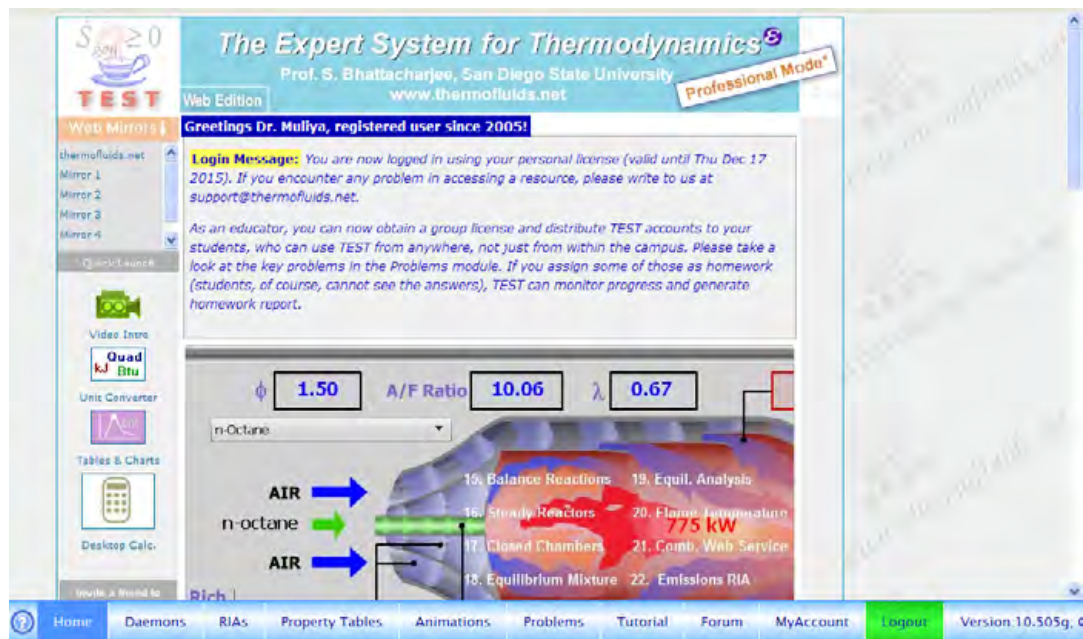 Ṡgen ≥ 0
TEST
The Expert System for Thermodynamics
Prof. S. Bhattacharjee, San Diego State University
www.thermofluids.net
Web Edition
Professional Mode*
Web Mirrors
thermofluids.net
Mirror 1
Mirror 2
Mirror 3
Mirror 4
Quick Launch
Video Intro
Quad
kJ Btu
Unit Converter
Tables & Charts
Desktop Calc.
Invite a friend to
Greetings Dr. Muliya, registered user since 2005!
Login Message: You are now logged in using your personal license (valid until Thu Dec 17
2015). If you encounter any problem in accessing a resource, please write to us at
support@thermofluids.net.
As an educator, you can now obtain a group license and distribute TEST accounts to your
students, who can use TEST from anywhere, not just from within the campus. Please take a
look at the key problems in the Problems module. If you assign some of those as homework
(students, of course, cannot see the answers), TEST can monitor progress and generate
homework report.
ϕ 1.50 A/F Ratio 10.06 λ 0.67
n-Octane
AIR
n-octane
AIR
15. Balance Reactions 19. Equil. Analysis
16. Steady Reactors 20. Flame Temperature
775 kW
17. Closed Chambers 21. Comb. Web Service
18. Equilibrium Mixture 22. Emissions RIA
Rich
? Home Daemons RIAs Property Tables Animations Problems Tutorial Forum MyAccount Logout Version:10.505g;